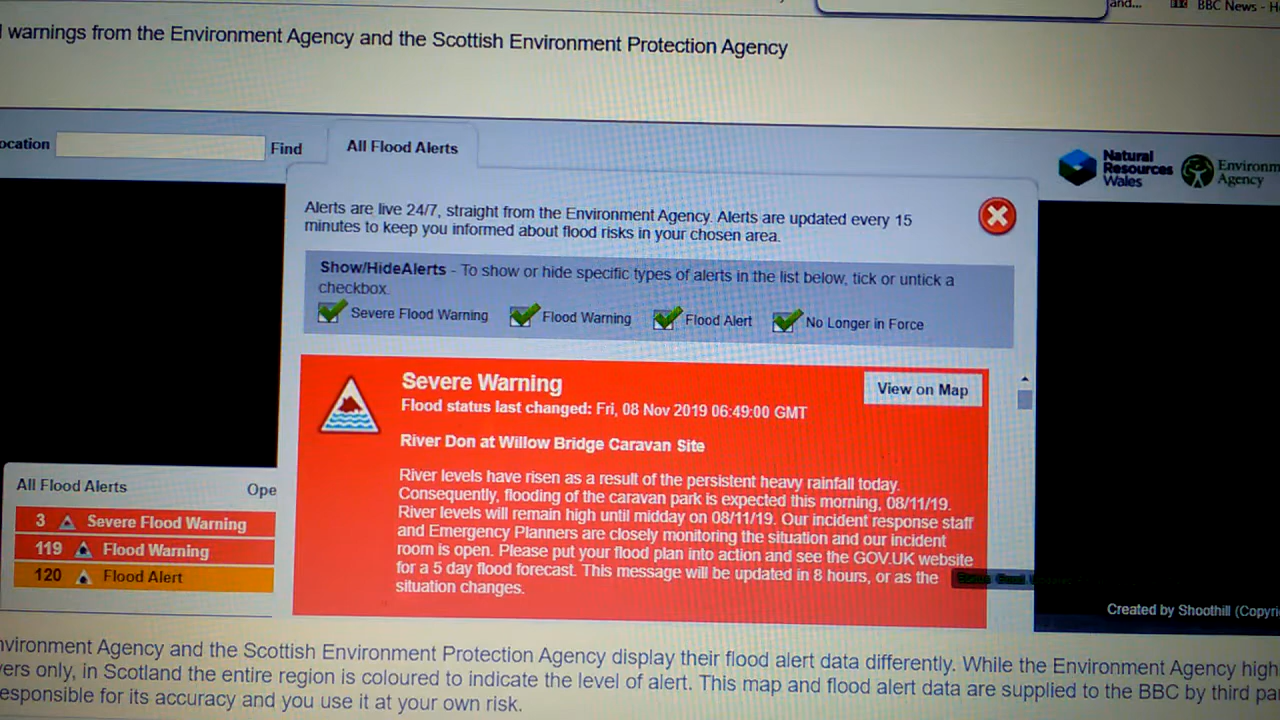 and...
BBC News - H
warnings from the Environment Agency and the Scottish Environment Protection Agency
ocation
Find
All Flood Alerts
Natural
Resources
Wales
Environm
Agency
Alerts are live 24/7, straight from the Environment Agency. Alerts are updated every 15
minutes to keep you informed about flood risks in your chosen area.
Show/HideAlerts - To show or hide specific types of alerts in the list below, tick or untick a
checkbox.
Severe Flood Warning
Flood Warning
Flood Alert
No Longer in Force
Severe Warning
View on Map
Flood status last changed: Fri, 08 Nov 2019 06:49:00 GMT
River Don at Willow Bridge Caravan Site
River levels have risen as a result of the persistent heavy rainfall today.
Consequently, flooding of the caravan park is expected this morning, 08/11/19.
River levels will remain high until midday on 08/11/19. Our incident response staff
and Emergency Planners are closely monitoring the situation and our incident
room is open. Please put your flood plan into action and see the GOV.UK website
for a 5 day flood forecast. This message will be updated in 8 hours, or as the
situation changes.
All Flood Alerts
Ope
3 Severe Flood Warning
119 Flood Warning
120 Flood Alert
Created by Shoothill (Copyri
nvironment Agency and the Scottish Environment Protection Agency display their flood alert data differently. While the Environment Agency high
vers only, in Scotland the entire region is coloured to indicate the level of alert. This map and flood alert data are supplied to the BBC by third pa
esponsible for its accuracy and you use it at your own risk.